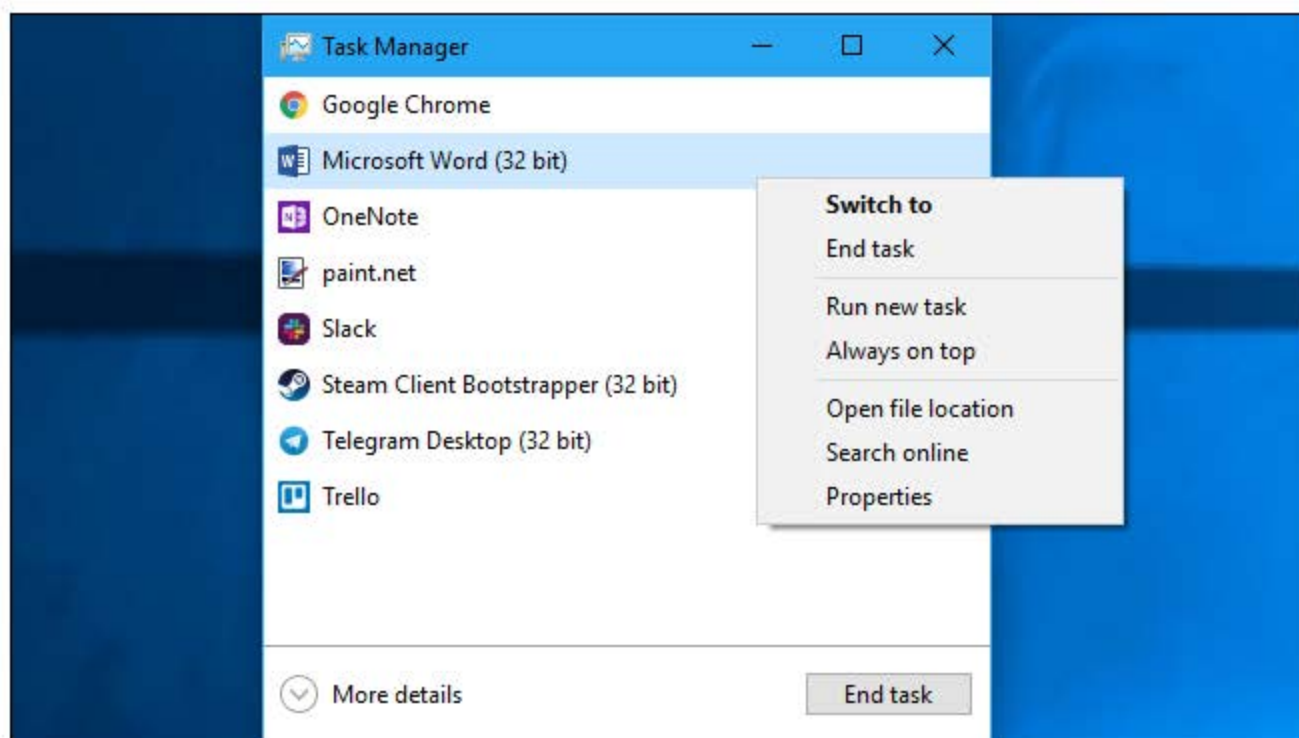 Task Manager
Google Chrome
Microsoft Word (32 bit)
OneNote
paint.net
Slack
Steam Client Bootstrapper (32 bit)
Telegram Desktop (32 bit)
Trello
Switch to
End task
Run new task
Always on top
Open file location
Search online
Properties
More details
End task